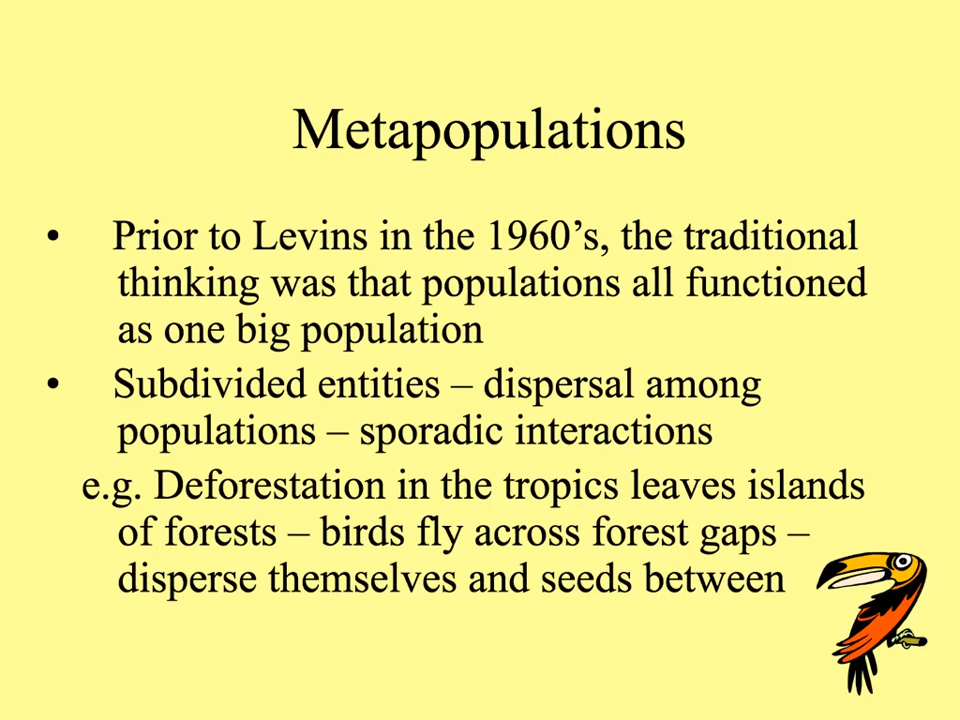 Metapopulations
• Prior to Levins in the 1960’s, the traditional
thinking was that populations all functioned
as one big population
• Subdivided entities – dispersal among
populations – sporadic interactions
e.g. Deforestation in the tropics leaves islands
of forests – birds fly across forest gaps –
disperse themselves and seeds between